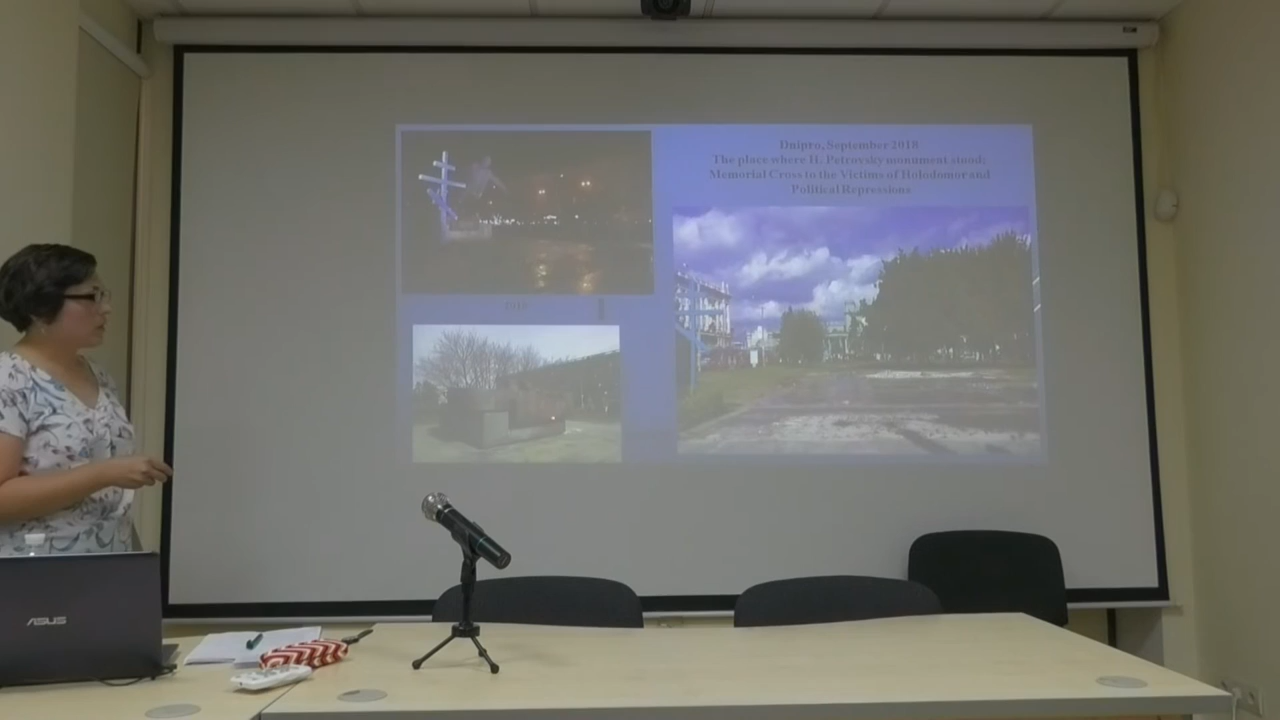 Dnipro, September 2018
The place where H. Petrovsky monument stood;
Memorial Cross to the Victims of Holodomor and
Political Repressions
ASUS